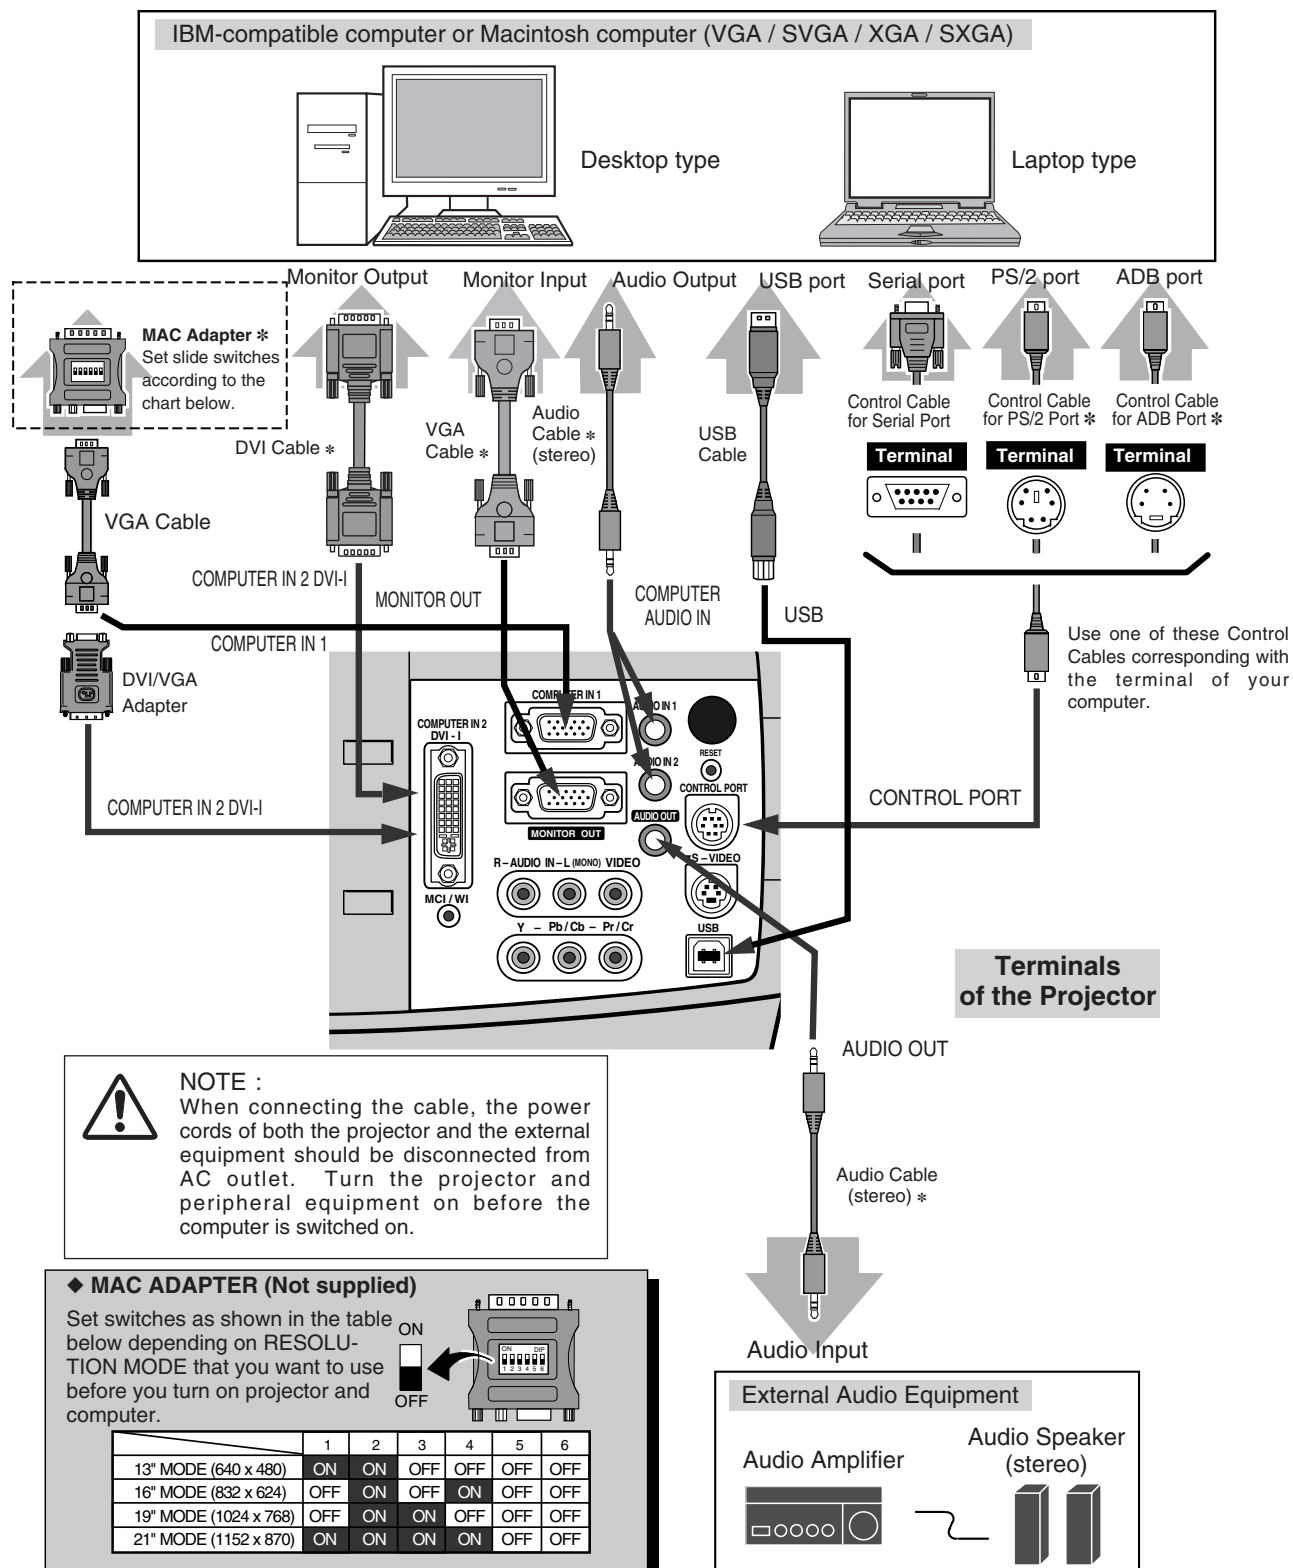 IBM-compatible computer or Macintosh computer (VGA / SVGA / XGA / SXGA)
Desktop type
Laptop type
Monitor Output
Monitor Input
Audio Output
USB port
Serial port
PS/2 port
ADB port
MAC Adapter ✻
Set slide switches
according to the
chart below.
DVI Cable ✻
VGA
Cable ✻
Audio
Cable ✻
(stereo)
USB
Cable
Control Cable
for Serial Port
Control Cable
for PS/2 Port ✻
Control Cable
for ADB Port ✻
Terminal
Terminal
Terminal
VGA Cable
COMPUTER IN 2 DVI-I
MONITOR OUT
COMPUTER
AUDIO IN
USB
COMPUTER IN 1
DVI/VGA
Adapter
Use one of these Control
Cables corresponding with
the terminal of your
computer.
COMPUTER IN 1
AUDIO IN 1
COMPUTER IN 2
DVI - I
RESET
AUDIO IN 2
CONTROL PORT
AUDIO OUT
MONITOR OUT
COMPUTER IN 2 DVI-I
CONTROL PORT
R – AUDIO IN – L (MONO) VIDEO
S – VIDEO
MCI / WI
Y – Pb / Cb – Pr / Cr
USB
Terminals
of the Projector
AUDIO OUT
NOTE :
When connecting the cable, the power
cords of both the projector and the external
equipment should be disconnected from
AC outlet. Turn the projector and
peripheral equipment on before the
computer is switched on.
Audio Cable
(stereo) ✻
Audio Input
◆ MAC ADAPTER (Not supplied)
Set switches as shown in the table
below depending on RESOLU-
TION MODE that you want to use
before you turn on projector and
computer.
ON
OFF
ON DIP
1 2 3 4 5 6
1 2 3 4 5 6
13" MODE (640 x 480) ON ON OFF OFF OFF OFF
16" MODE (832 x 624) OFF ON OFF ON OFF OFF
19" MODE (1024 x 768) OFF ON ON OFF OFF OFF
21" MODE (1152 x 870) ON ON ON ON OFF OFF
External Audio Equipment
Audio Amplifier
Audio Speaker
(stereo)